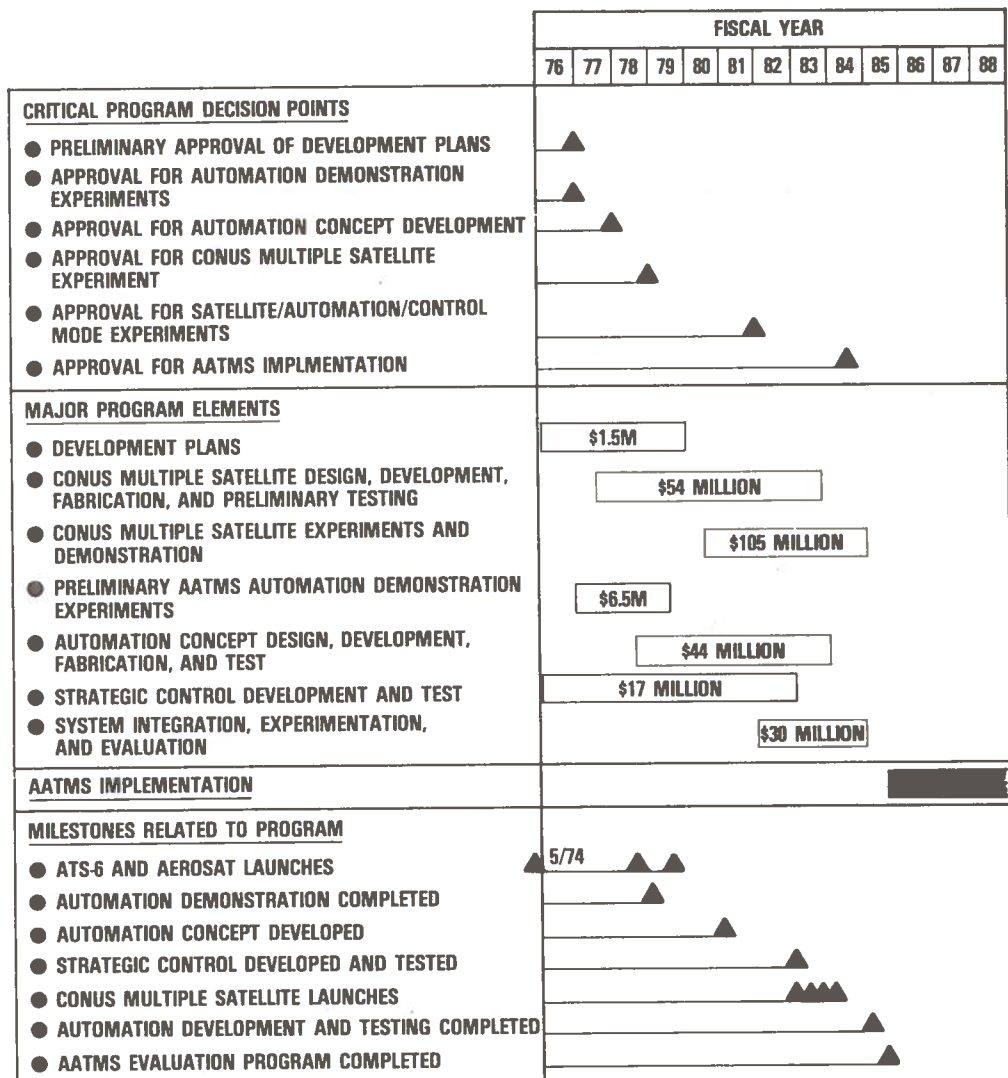 FISCAL YEAR
76 77 78 79 80 81 82 83 84 85 86 87 88
CRITICAL PROGRAM DECISION POINTS
● PRELIMINARY APPROVAL OF DEVELOPMENT PLANS
● APPROVAL FOR AUTOMATION DEMONSTRATION
EXPERIMENTS
● APPROVAL FOR AUTOMATION CONCEPT DEVELOPMENT
● APPROVAL FOR CONUS MULTIPLE SATELLITE
EXPERIMENT
● APPROVAL FOR SATELLITE/AUTOMATION/CONTROL
MODE EXPERIMENTS
● APPROVAL FOR AATMS IMPLMENTATION
MAJOR PROGRAM ELEMENTS
● DEVELOPMENT PLANS
$1.5M
● CONUS MULTIPLE SATELLITE DESIGN, DEVELOPMENT,
FABRICATION, AND PRELIMINARY TESTING
$54 MILLION
● CONUS MULTIPLE SATELLITE EXPERIMENTS AND
DEMONSTRATION
$105 MILLION
● PRELIMINARY AATMS AUTOMATION DEMONSTRATION
EXPERIMENTS
$6.5M
● AUTOMATION CONCEPT DESIGN, DEVELOPMENT,
FABRICATION, AND TEST
$44 MILLION
● STRATEGIC CONTROL DEVELOPMENT AND TEST
$17 MILLION
● SYSTEM INTEGRATION, EXPERIMENTATION,
AND EVALUATION
$30 MILLION
AATMS IMPLEMENTATION
MILESTONES RELATED TO PROGRAM
● ATS-6 AND AEROSAT LAUNCHES
5/74
● AUTOMATION DEMONSTRATION COMPLETED
● AUTOMATION CONCEPT DEVELOPED
● STRATEGIC CONTROL DEVELOPED AND TESTED
● CONUS MULTIPLE SATELLITE LAUNCHES
● AUTOMATION DEVELOPMENT AND TESTING COMPLETED
● AATMS EVALUATION PROGRAM COMPLETED